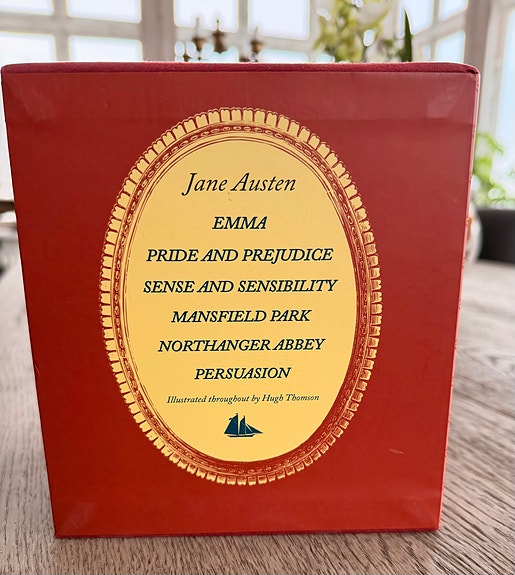 Jane Austen
EMMA
PRIDE AND PREJUDICE
SENSE AND SENSIBILITY
MANSFIELD PARK
NORTHANGER ABBEY
PERSUASION
Illustrated throughout by Hugh Thomson